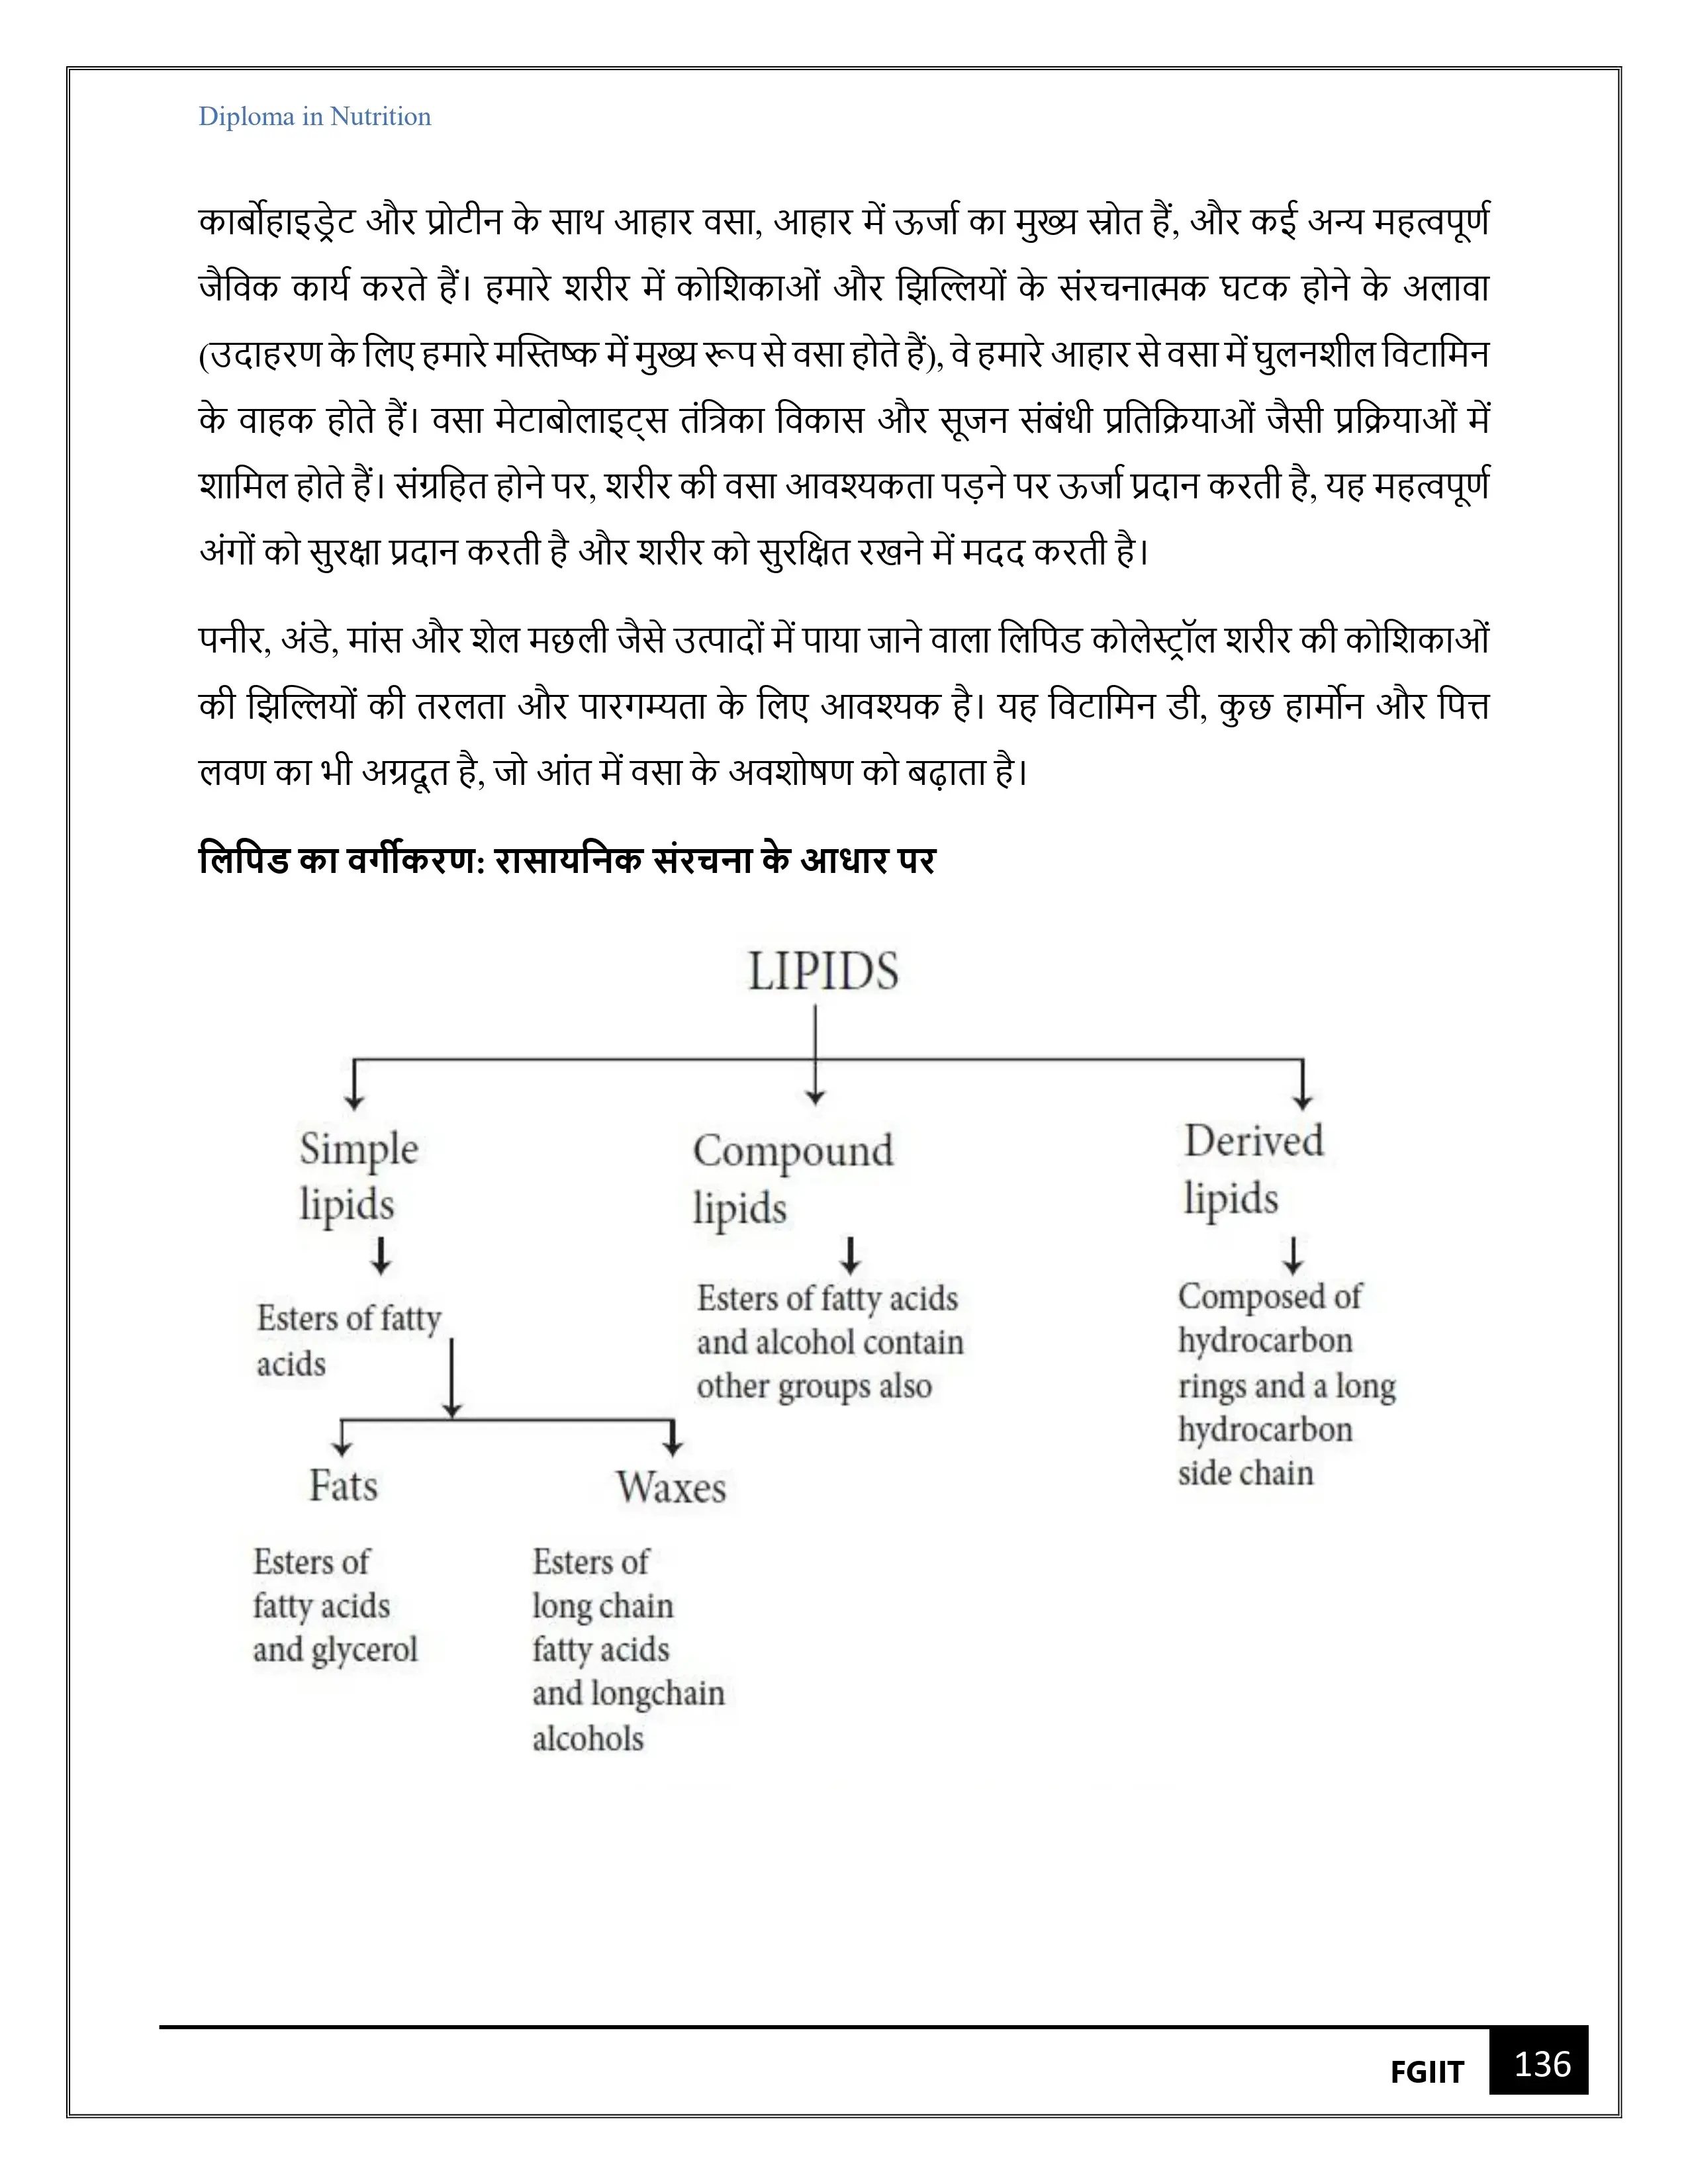 Diploma in Nutrition
कार्बोहाइड्रेट और प्रोटीन के साथ आहार वसा, आहार में ऊर्जा का मुख्य स्रोत हैं, और कई अन्य महत्वपूर्ण
जैविक कार्य करते हैं। हमारे शरीर में कोशिकाओं और झिल्लियों के संरचनात्मक घटक होने के अलावा
(उदाहरण के लिए हमारे मस्तिष्क में मुख्य रूप से वसा होते हैं), वे हमारे आहार से वसा में घुलनशील विटामिन
के वाहक होते हैं। वसा मेटाबोलाइट्स तंत्रिका विकास और सूजन संबंधी प्रतिक्रियाओं जैसी प्रक्रियाओं में
शामिल होते हैं। संग्रहित होने पर, शरीर की वसा आवश्यकता पड़ने पर ऊर्जा प्रदान करती है, यह महत्वपूर्ण
अंगों को सुरक्षा प्रदान करती है और शरीर को सुरक्षित रखने में मदद करती है।
पनीर, अंडे, मांस और शेल मछली जैसे उत्पादों में पाया जाने वाला लिपिड कोलेस्ट्रॉल शरीर की कोशिकाओं
की झिल्लियों की तरलता और पारगम्यता के लिए आवश्यक है। यह विटामिन डी, कुछ हार्मोन और पित्त
लवण का भी अग्रदूत है, जो आंत में वसा के अवशोषण को बढ़ाता है।
लिपिड का वर्गीकरण: रासायनिक संरचना के आधार पर
LIPIDS
Simple
lipids
Esters of fatty
acids
Fats
Esters of
fatty acids
and glycerol
Waxes
Esters of
long chain
fatty acids
and longchain
alcohols
Compound
lipids
Esters of fatty acids
and alcohol contain
other groups also
Derived
lipids
Composed of
hydrocarbon
rings and a long
hydrocarbon
side chain
FGIIT
136